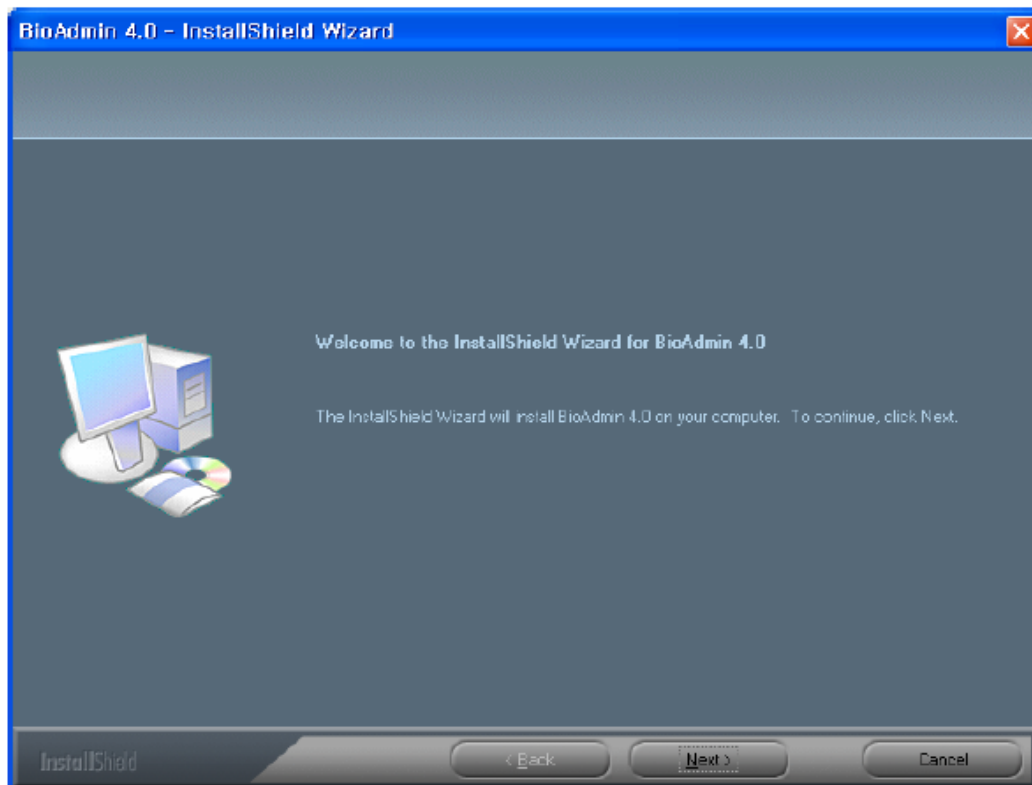 BioAdmin 4.0 - InstallShield Wizard
Welcome to the InstallShield Wizard for BioAdmin 4.0
The InstallShield Wizard will install BioAdmin 4.0 on your computer. To continue, click Next.
InstallShield
< Back
Next >
Cancel